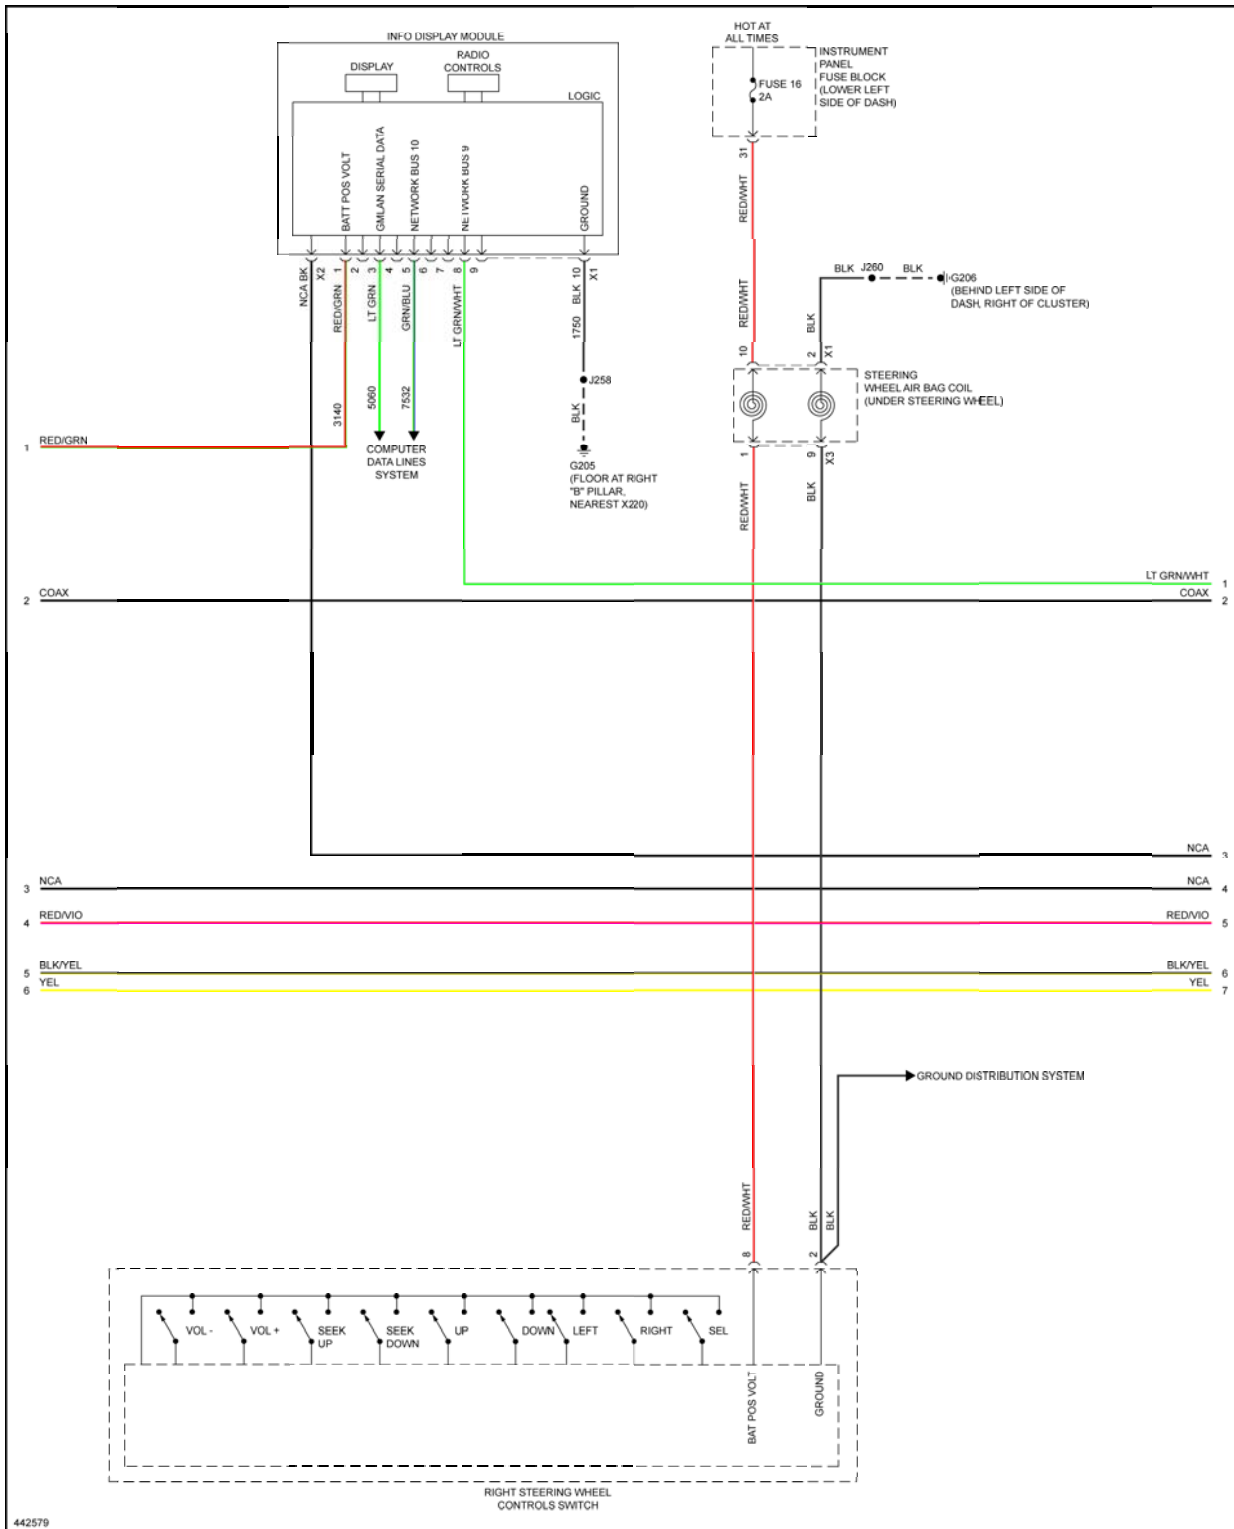 INFO DISPLAY MODULE
DISPLAY
RADIO
CONTROLS
LOGIC
BATT POS VOLT
GMLAN SERIAL DATA
NETWORK BUS 10
NETWORK BUS 9
GROUND
NCA BK
X2
1
2
3
4
5
6
7
8
9
10
X1
RED/GRN
LT GRN
GRN/BLU
LT GRN/WHT
BLK
1750
3140
5060
7532
J258
BLK
COMPUTER
DATA LINES
SYSTEM
G205
(FLOOR AT RIGHT
"B" PILLAR,
NEAREST X220)
HOT AT
ALL TIMES
FUSE 16
2A
INSTRUMENT
PANEL
FUSE BLOCK
(LOWER LEFT
SIDE OF DASH)
31
RED/WHT
RED/WHT
10
BLK
J260
BLK
G206
(BEHIND LEFT SIDE OF
DASH, RIGHT OF CLUSTER)
BLK
2
X1
STEERING
WHEEL AIR BAG COIL
(UNDER STEERING WHEEL)
1
9
X3
RED/WHT
BLK
1 RED/GRN
LT GRN/WHT 1
2 COAX
COAX 2
NCA 3
3 NCA
NCA 4
4 RED/VIO
RED/VIO 5
5 BLK/YEL
BLK/YEL 6
6 YEL
YEL 7
GROUND DISTRIBUTION SYSTEM
RED/WHT
BLK
BLK
8
2
VOL -
VOL +
SEEK
UP
SEEK
DOWN
UP
DOWN
LEFT
RIGHT
SEL
BAT POS VOLT
GROUND
RIGHT STEERING WHEEL
CONTROLS SWITCH
442579